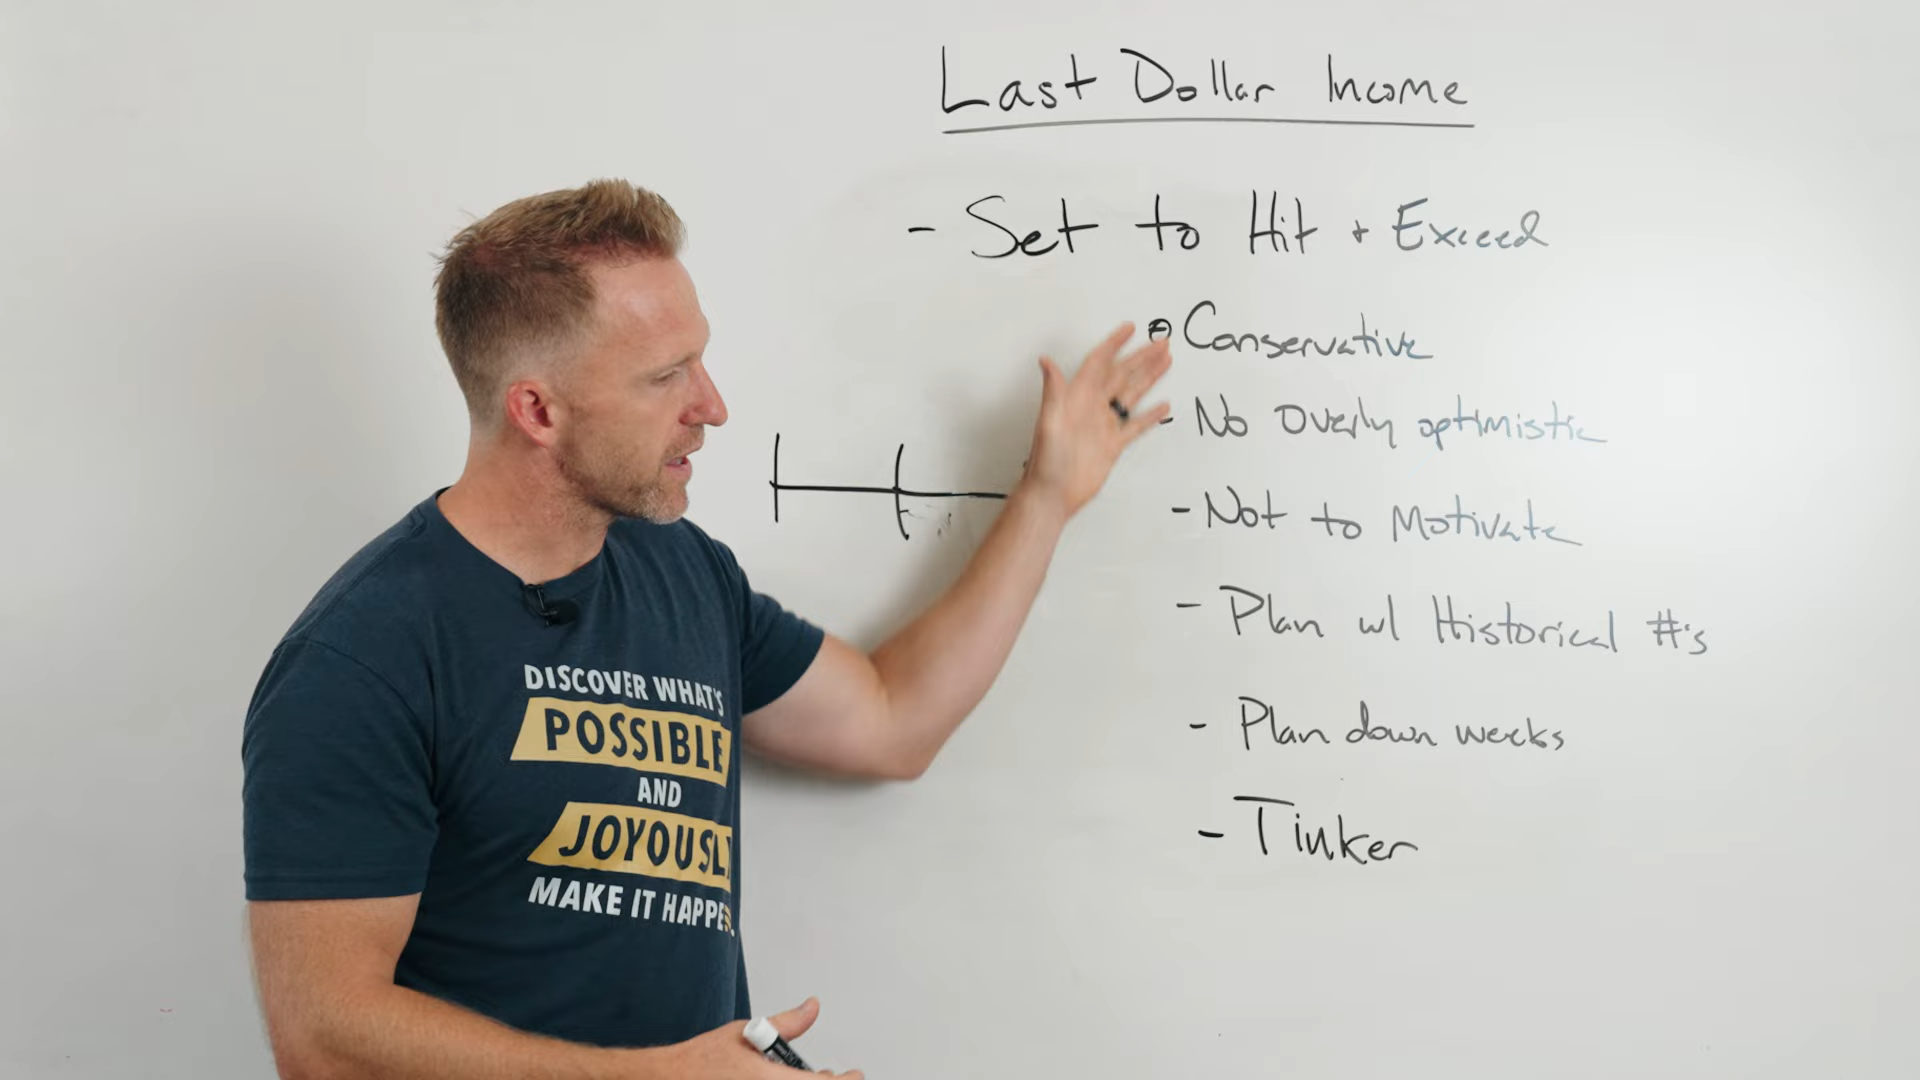 Last Dollar Income
- Set to Hit + Exceed
Conservative
- No overly optimistic
- Not to Motivate
- Plan w/ Historical #'s
- Plan down weeks
- Tinker
DISCOVER WHAT'S
POSSIBLE
AND
JOYOUSLY
MAKE IT HAPPEN.